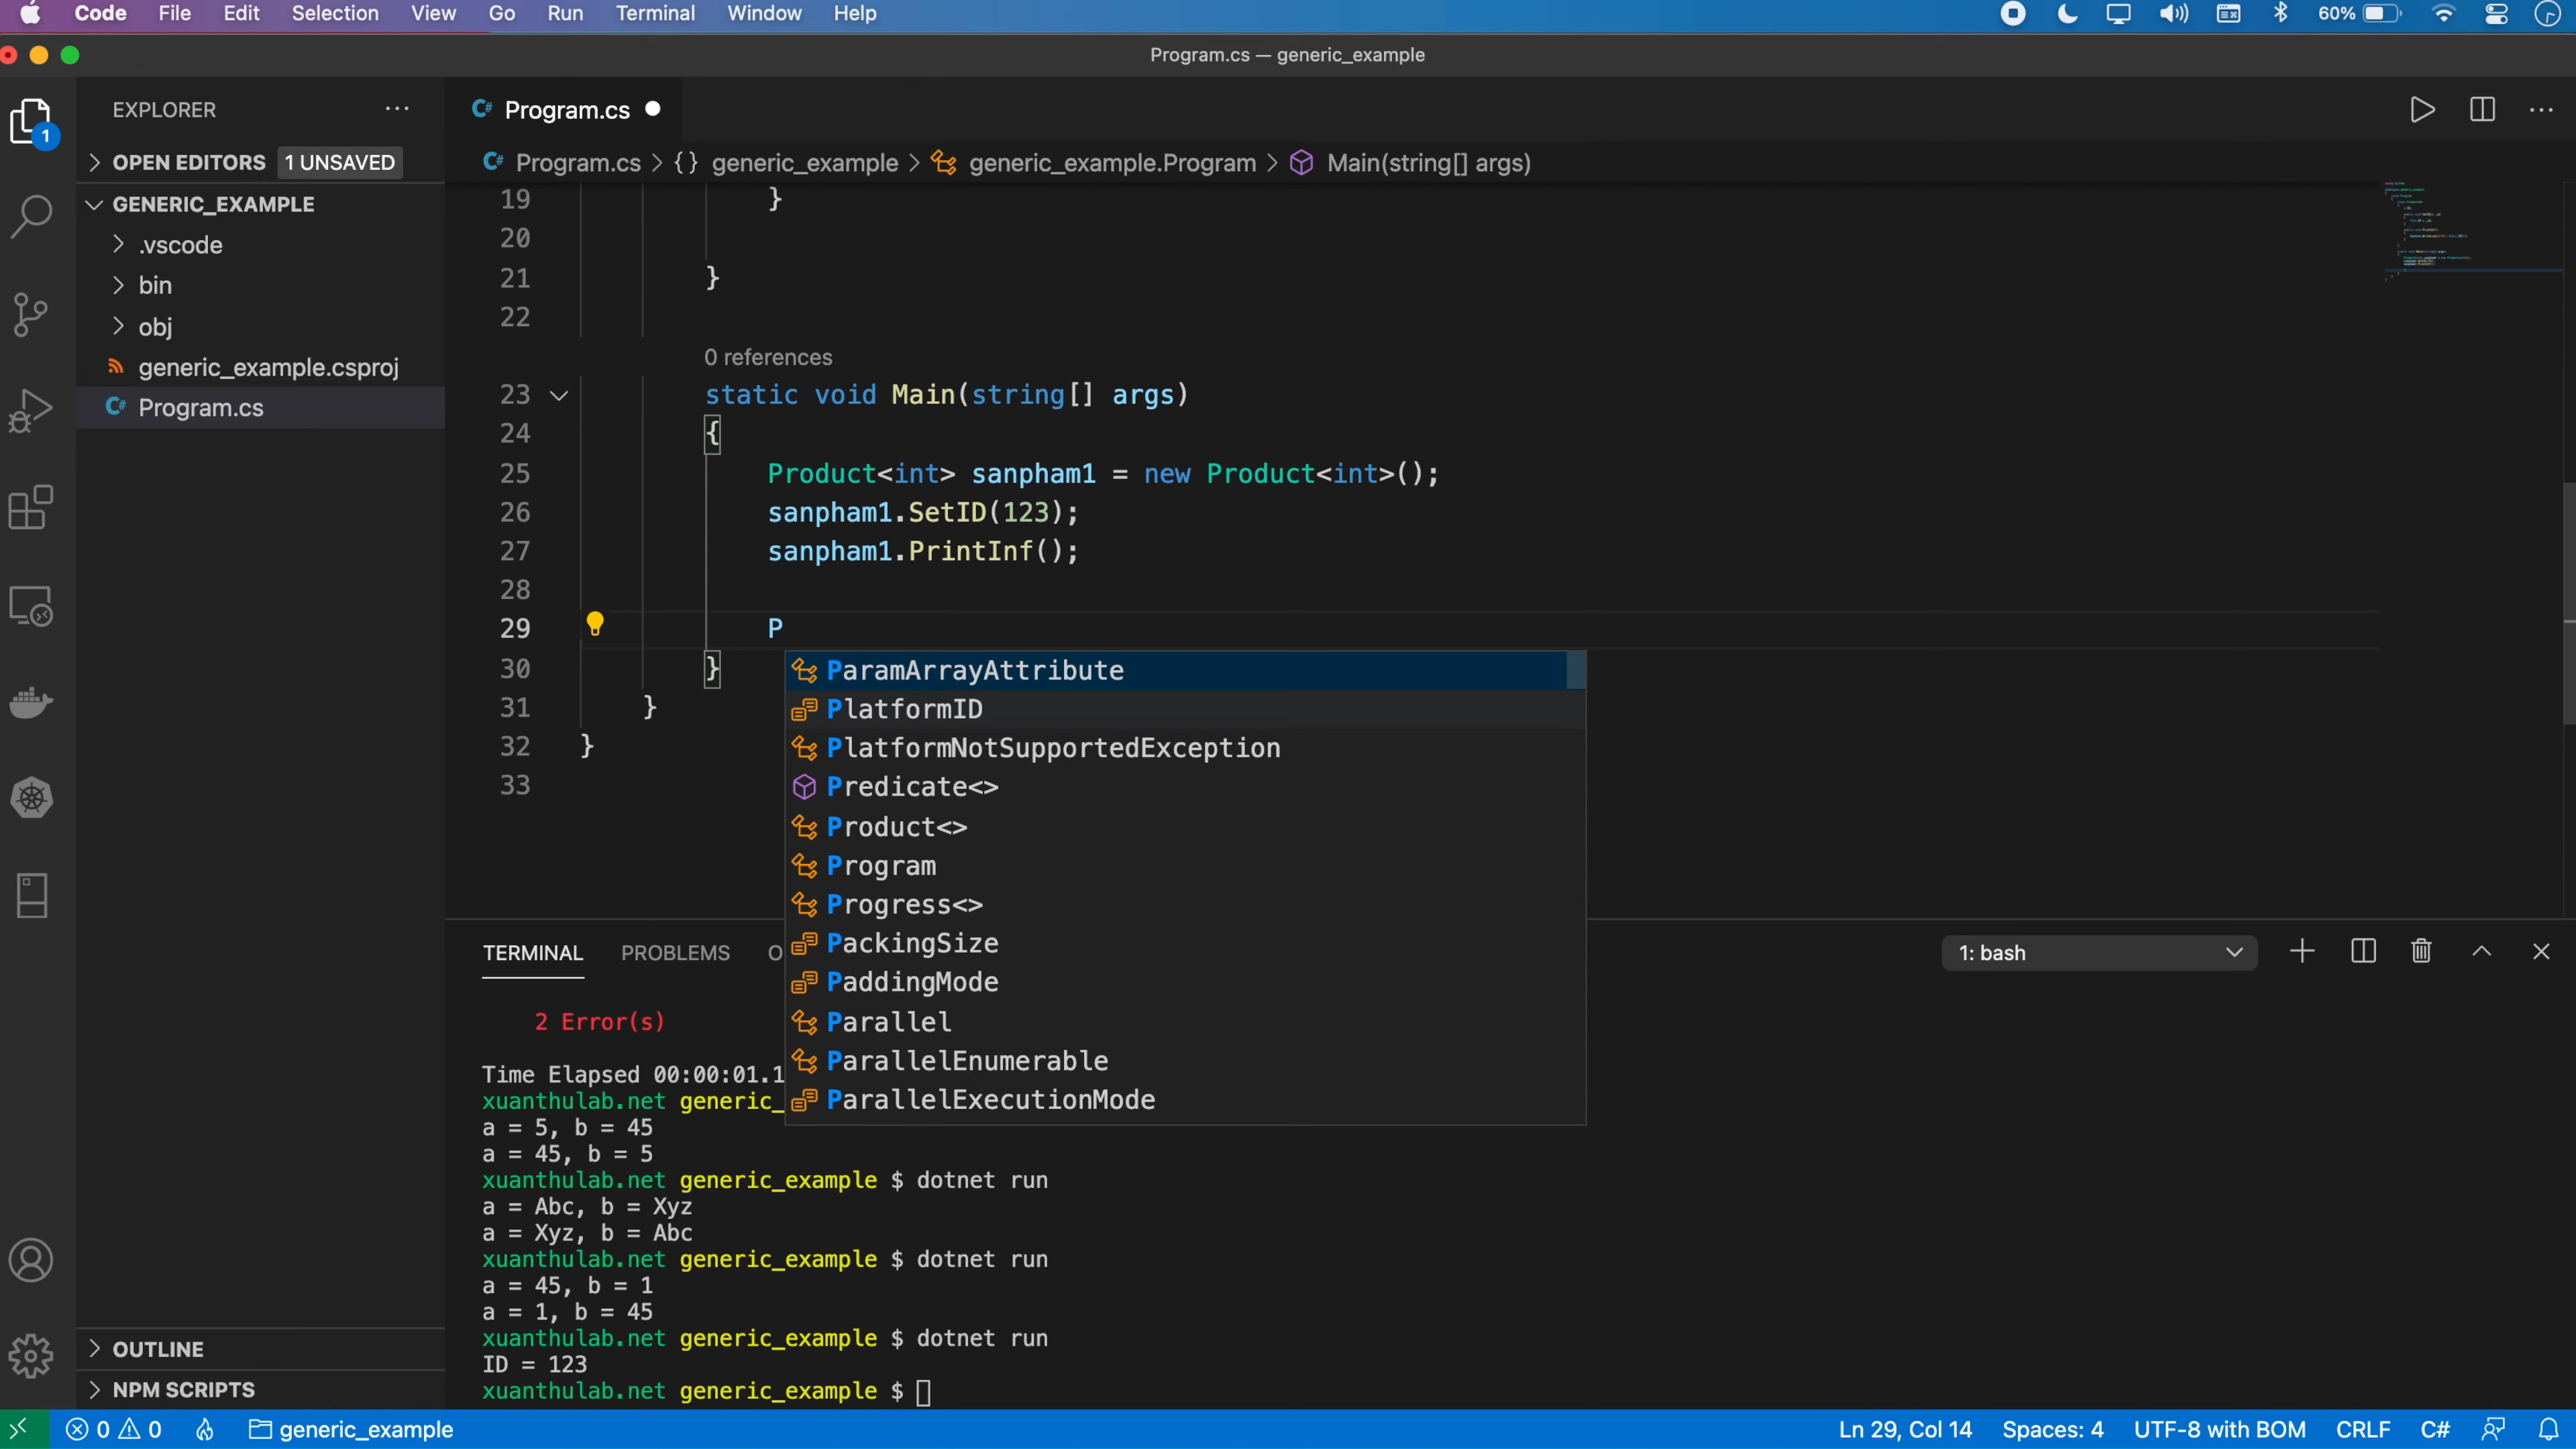 Code File Edit Selection View Go Run Terminal Window Help 60%
Program.cs — generic_example
EXPLORER
OPEN EDITORS 1 UNSAVED
GENERIC_EXAMPLE
.vscode
bin
obj
generic_example.csproj
C# Program.cs
1
C# Program.cs
C# Program.cs > {} generic_example > generic_example.Program > Main(string[] args)
19 }
20
21 }
22
0 references
23 static void Main(string[] args)
24 {
25 Product<int> sanpham1 = new Product<int>();
26 sanpham1.SetID(123);
27 sanpham1.PrintInf();
28
29 P
30 }
31 }
32 }
33
ParamArrayAttribute
PlatformID
PlatformNotSupportedException
Predicate<>
Product<>
Program
Progress<>
PackingSize
PaddingMode
Parallel
ParallelEnumerable
ParallelExecutionMode
TERMINAL PROBLEMS O 1: bash
2 Error(s)
Time Elapsed 00:00:01.1
xuanthulab.net generic_
a = 5, b = 45
a = 45, b = 5
xuanthulab.net generic_example $ dotnet run
a = Abc, b = Xyz
a = Xyz, b = Abc
xuanthulab.net generic_example $ dotnet run
a = 45, b = 1
a = 1, b = 45
xuanthulab.net generic_example $ dotnet run
ID = 123
xuanthulab.net generic_example $
OUTLINE
NPM SCRIPTS
0 0 generic_example Ln 29, Col 14 Spaces: 4 UTF-8 with BOM CRLF C#